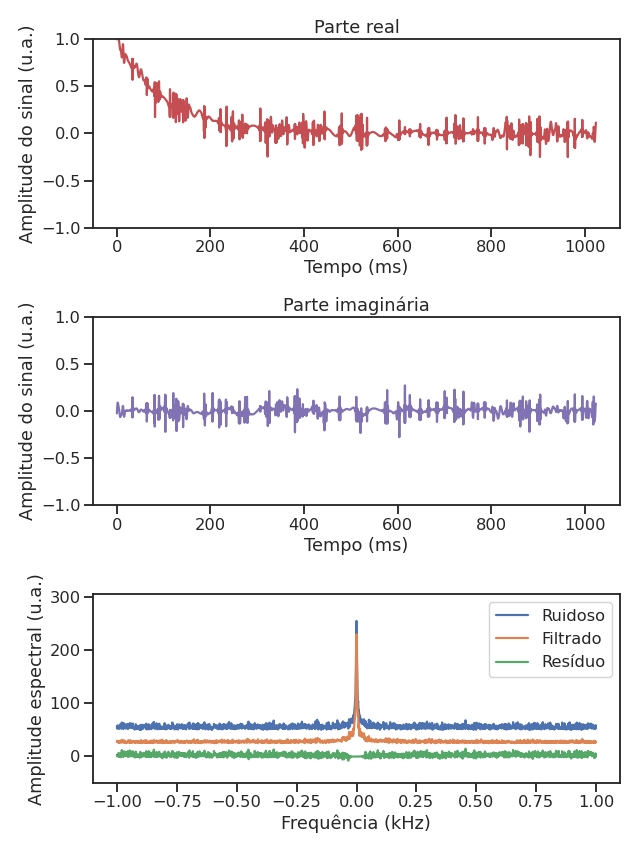 Parte real
Amplitude do sinal (u.a.)
1.0
0.5
0.0
−0.5
−1.0
0 200 400 600 800 1000
Tempo (ms)
Parte imaginária
Amplitude do sinal (u.a.)
1.0
0.5
0.0
−0.5
−1.0
0 200 400 600 800 1000
Tempo (ms)
Amplitude espectral (u.a.)
300
200
100
0
Ruidoso
Filtrado
Resíduo
−1.00 −0.75 −0.50 −0.25 0.00 0.25 0.50 0.75 1.00
Frequência (kHz)